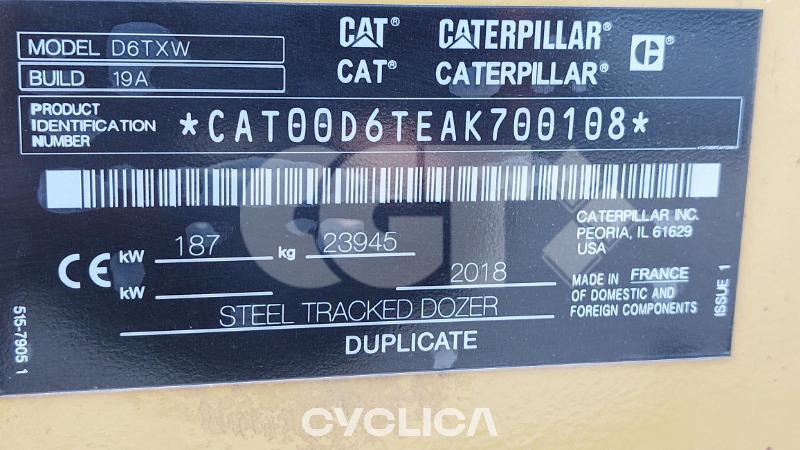 MODEL D6TXW
BUILD 19A
CAT® CATERPILLAR®
CAT® CATERPILLAR® C
PRODUCT
IDENTIFICATION
NUMBER
*CAT00D6TEAK700108*
CATERPILLAR INC.
PEORIA, IL 61629
USA
CE kW 187 kg 23945
kW 2018
MADE IN FRANCE
OF DOMESTIC AND
FOREIGN COMPONENTS
STEEL TRACKED DOZER
DUPLICATE
515-7905 1
ISSUE 1
CYCLICA